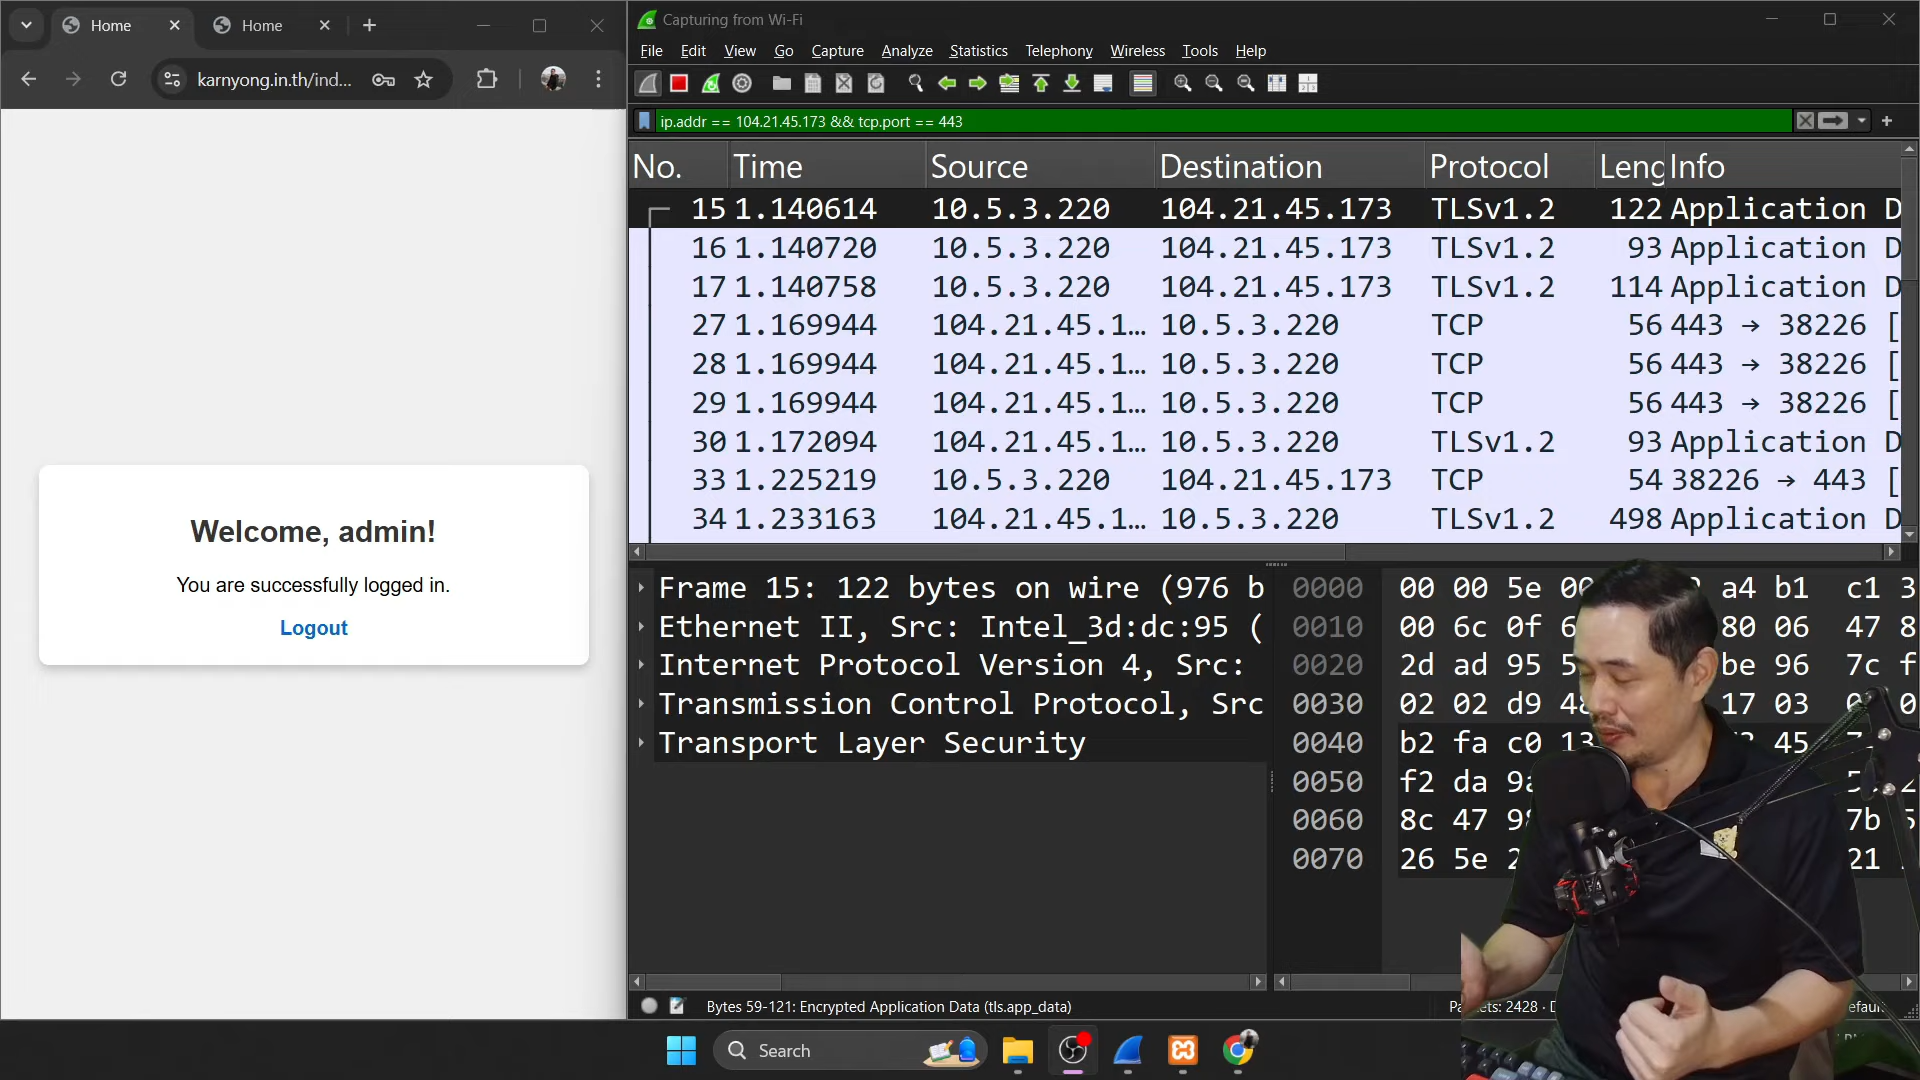 Home
Home
karnyong.in.th/ind...
Welcome, admin!
You are successfully logged in.
Logout
Capturing from Wi-Fi
File Edit View Go Capture Analyze Statistics Telephony Wireless Tools Help
ip.addr == 104.21.45.173 && tcp.port == 443
No. Time Source Destination Protocol Leng Info
15 1.140614 10.5.3.220 104.21.45.173 TLSv1.2 122 Application D
16 1.140720 10.5.3.220 104.21.45.173 TLSv1.2 93 Application D
17 1.140758 10.5.3.220 104.21.45.173 TLSv1.2 114 Application D
27 1.169944 104.21.45.1… 10.5.3.220 TCP 56 443 → 38226 [
28 1.169944 104.21.45.1… 10.5.3.220 TCP 56 443 → 38226 [
29 1.169944 104.21.45.1… 10.5.3.220 TCP 56 443 → 38226 [
30 1.172094 104.21.45.1… 10.5.3.220 TLSv1.2 93 Application D
33 1.225219 10.5.3.220 104.21.45.173 TCP 54 38226 → 443 [
34 1.233163 104.21.45.1… 10.5.3.220 TLSv1.2 498 Application D
Frame 15: 122 bytes on wire (976 b
Ethernet II, Src: Intel_3d:dc:95 (
Internet Protocol Version 4, Src:
Transmission Control Protocol, Src
Transport Layer Security
0000 00 00 5e 00 a4 b1 c1 3
0010 00 6c 0f 6 80 06 47 8
0020 2d ad 95 5 be 96 7c f
0030 02 02 d9 48 17 03 0
0040 b2 fa c0 13 45
0050 f2 da 9a
0060 8c 47 98 7b 5
0070 26 5e 2 21
Bytes 59-121: Encrypted Application Data (tls.app_data)
Packets: 2428 · D
efault
Search